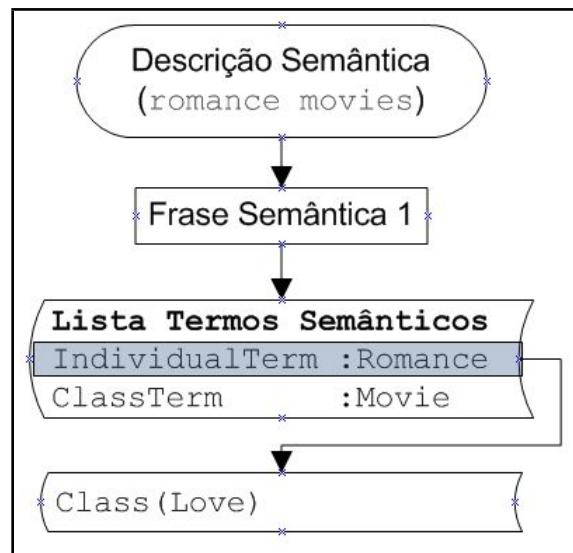 Descrição Semântica
(romance movies)
Frase Semântica 1
Lista Termos Semânticos
IndividualTerm :Romance
ClassTerm :Movie
Class(Love)